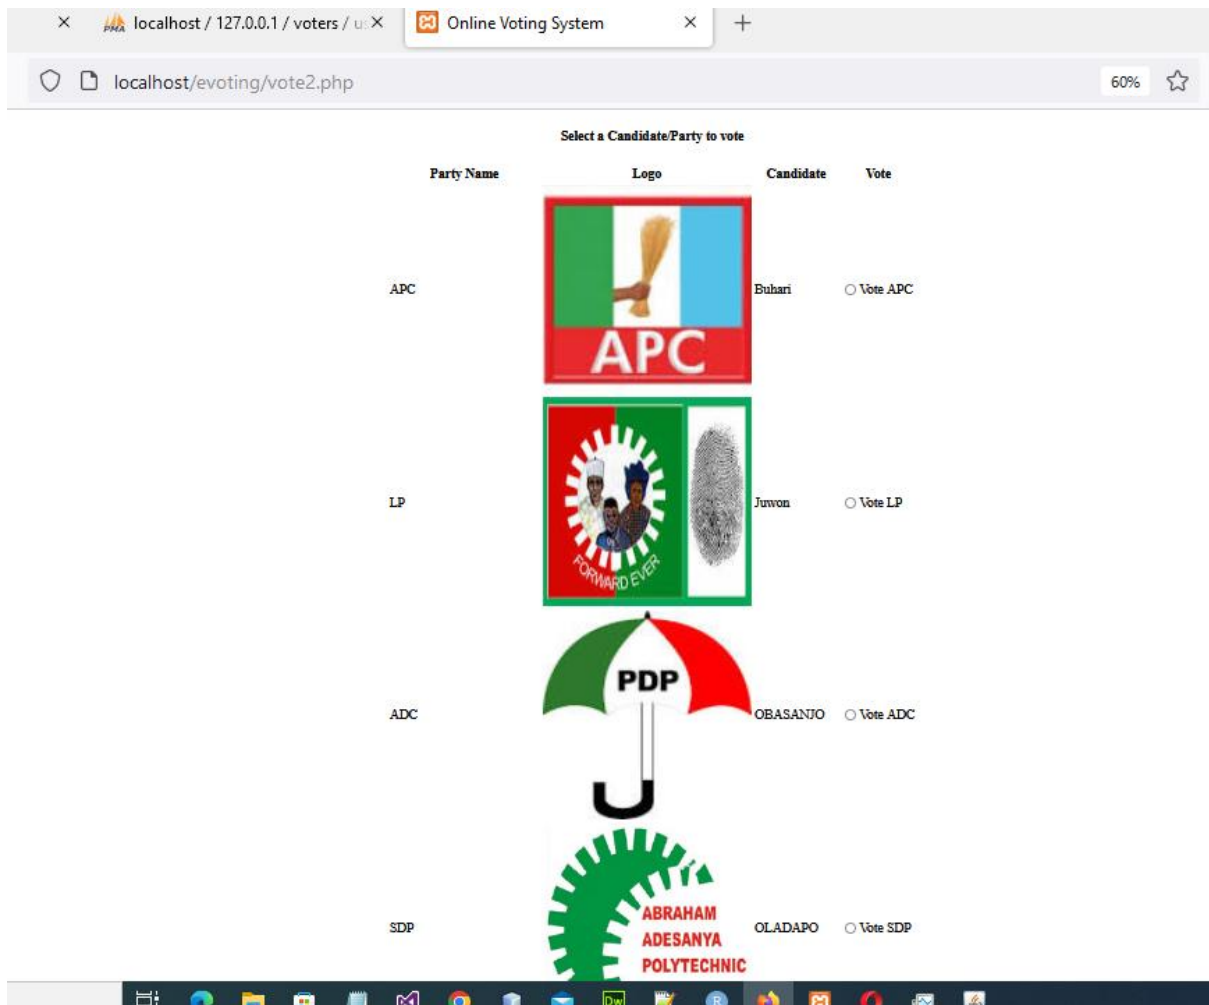 localhost / 127.0.0.1 / voters / us
Online Voting System
localhost/evoting/vote2.php
60%
Select a Candidate/Party to vote
Party Name Logo Candidate Vote
APC
APC Buhari Vote APC
LP Juwon Vote LP
FORWARD EVER
PDP
ADC OBASANJO Vote ADC
ABRAHAM
ADESANYA
POLYTECHNIC
SDP OLADAPO Vote SDP
Dw
R